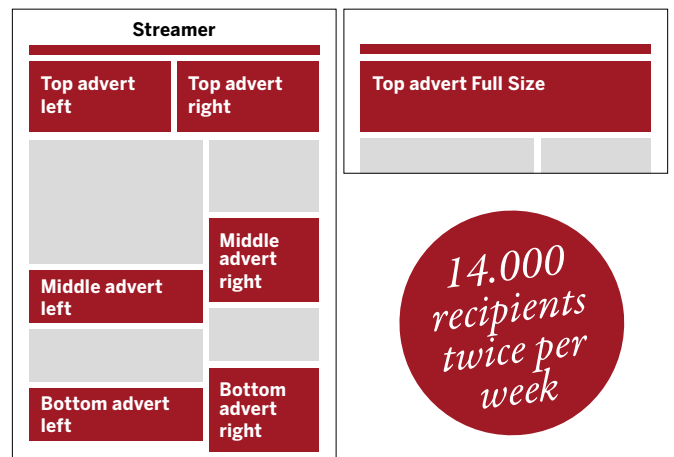 Streamer
Top advert
left
Top advert
right
Middle advert
left
Middle
advert
right
Bottom advert
left
Bottom
advert
right
Top advert Full Size
14.000
recipients
twice per
week